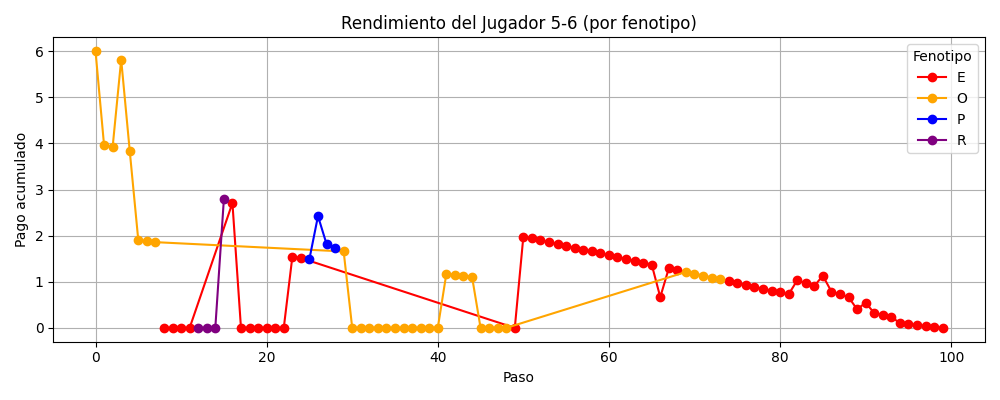 Rendimiento del Jugador 5-6 (por fenotipo)
Pago acumulado
6
5
4
3
2
1
0
Fenotipo
E
O
P
R
0 20 40 60 80 100
Paso